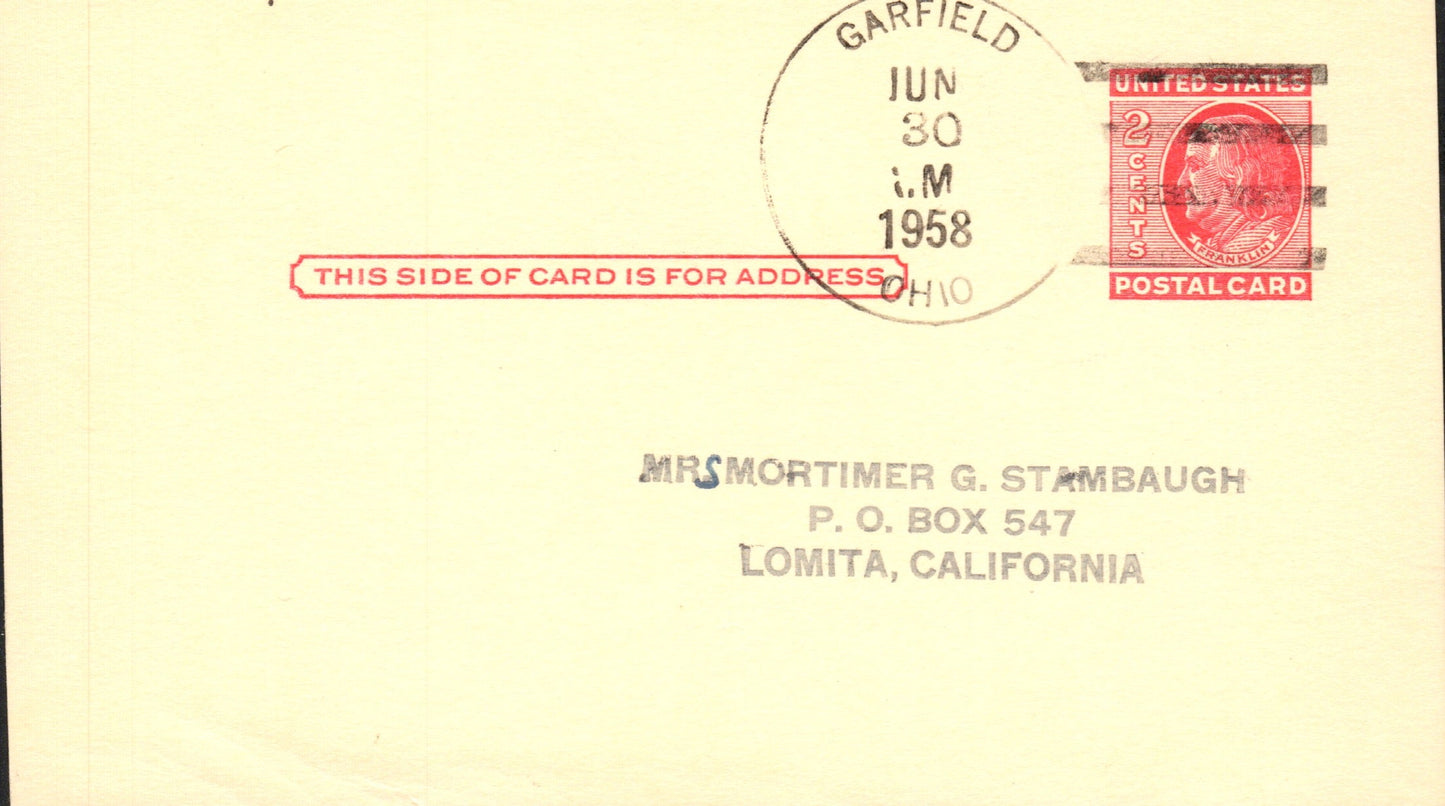 GARFIELD
JUN
30
M
1958
OHIO
UNITED STATES
2
CENTS
FRANKLIN
POSTAL CARD
THIS SIDE OF CARD IS FOR ADDRESS
MRS MORTIMER G. STAMBAUGH
P. O. BOX 547
LOMITA, CALIFORNIA